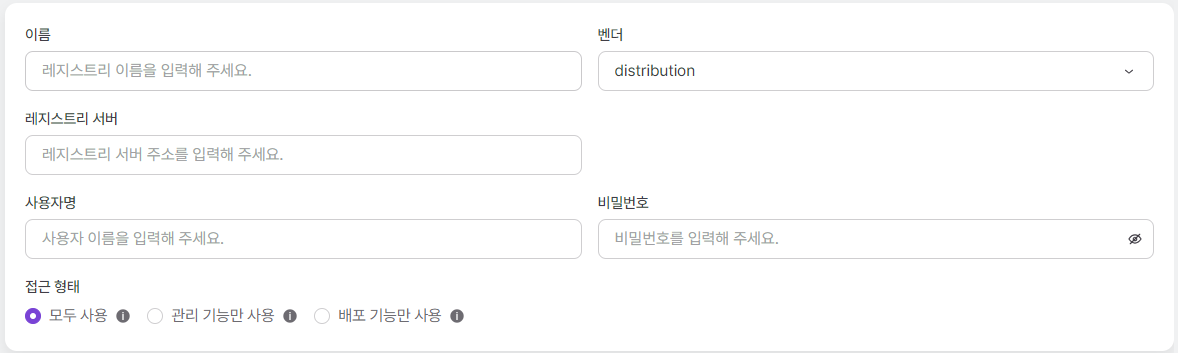 이름
레지스트리 이름을 입력해 주세요.
벤더
distribution
레지스트리 서버
레지스트리 서버 주소를 입력해 주세요.
사용자명
사용자 이름을 입력해 주세요.
비밀번호
비밀번호를 입력해 주세요.
접근 형태
모두 사용 관리 기능만 사용 배포 기능만 사용